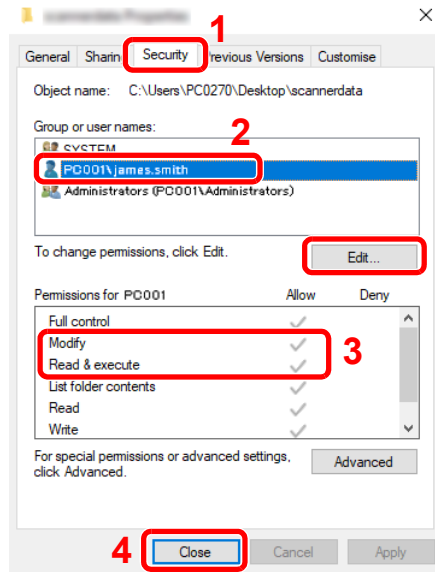 scannerdata Properties
1
General Sharin Security Previous Versions Customise
Object name: C:\Users\PC0270\Desktop\scannerdata
Group or user names:
2
SYSTEM
PC001\james.smith
Administrators (PC001\Administrators)
To change permissions, click Edit.
Edit...
Permissions for PC001 Allow Deny
Full control
Modify
3
Read & execute
List folder contents
Read
Write
For special permissions or advanced settings,
click Advanced.
Advanced
4
Close Cancel Apply